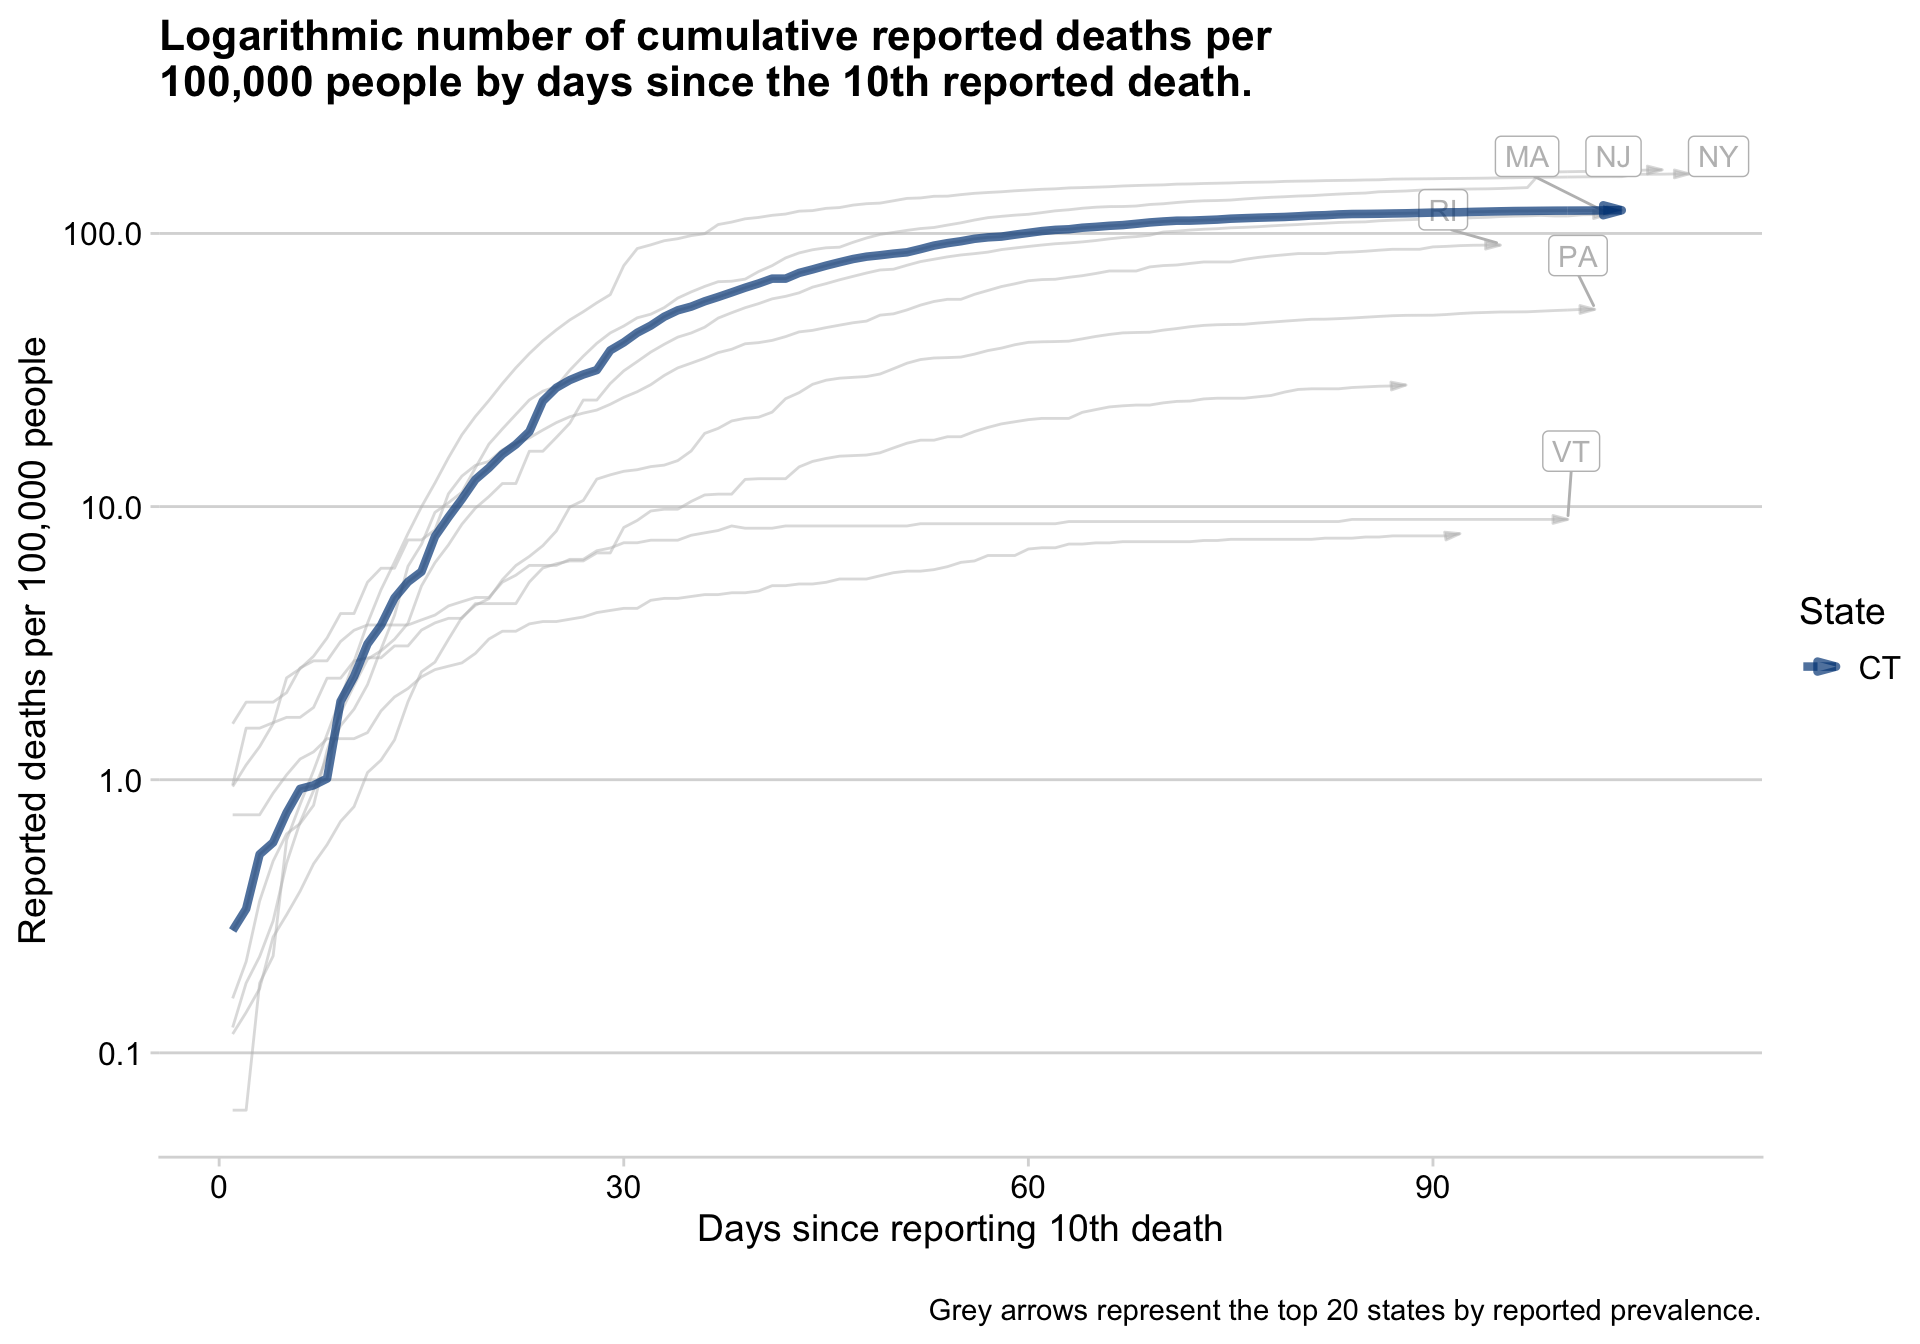 Logarithmic number of cumulative reported deaths per
100,000 people by days since the 10th reported death.
MA
NJ
NY
RI
PA
VT
100.0
10.0
1.0
0.1
Reported deaths per 100,000 people
State
CT
0
30
60
90
Days since reporting 10th death
Grey arrows represent the top 20 states by reported prevalence.